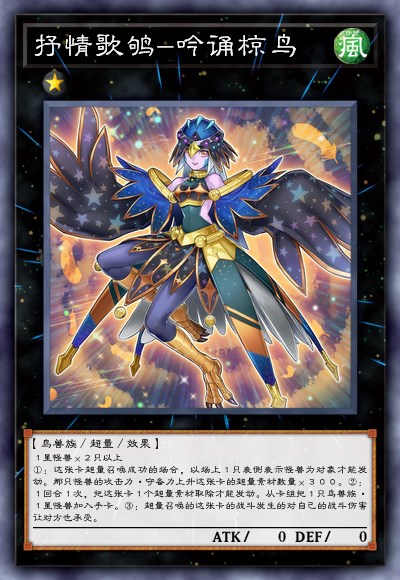 抒情歌鸲-吟诵椋鸟
風
【鸟兽族／超量／效果】
1星怪兽×2只以上
①：这张卡超量召唤成功的场合，以场上1只表侧表示怪兽为对象才能发
动。那只怪兽的攻击力·守备力上升这张卡的超量素材数量×300。②：
1回合1次，把这张卡1个超量素材取除才能发动。从卡组把1只鸟兽族·
1星怪兽加入手卡。③：超量召唤的这张卡的战斗发生的对自己的战斗伤害
让对方也承受。
ATK/ 0 DEF/ 0